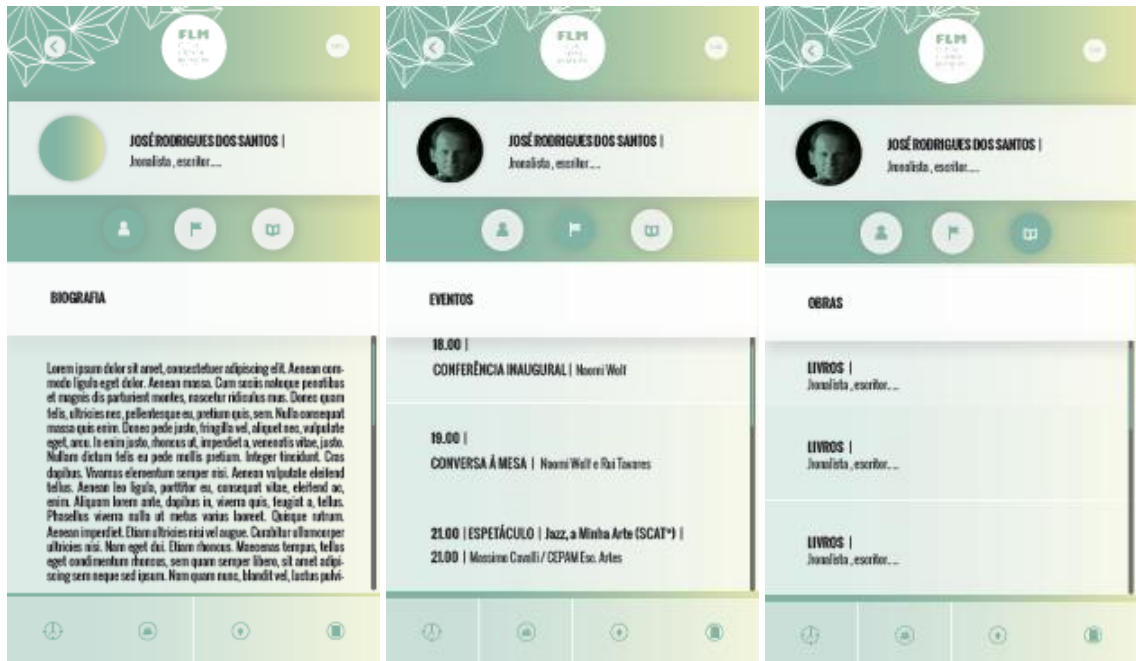 FLM
JOSÉ RODRIGUES DOS SANTOS |
Jronalista, escritor....
BIOGRAFIA
Lorem ipsum dolor sit amet, consectetuer adipiscing elit. Aenean com-
modo ligula eget dolor. Aenean massa. Cum sociis natoque penatibus
et magnis dis parturient montes, nascetur ridiculus mus. Donec quam
felis, ultricies nec, pellentesque eu, pretium quis, sem. Nulla consequat
massa quis enim. Donec pede justo, fringilla vel, aliquet nec, vulputate
eget, arcu. In enim justo, rhoncus ut, imperdiet a, venenatis vitae, justo.
Nullam dictum felis eu pede mollis pretium. Integer tincidunt. Cras
dapibus. Vivamus elementum semper nisi. Aenean vulputate eleifend
tellus. Aenean leo ligula, porttitor eu, consequat vitae, eleifend ac,
enim. Aliquam lorem ante, dapibus in, viverra quis, feugiat a, tellus.
Phasellus viverra nulla ut metus varius laoreet. Quisque rutrum.
Aenean imperdiet. Etiam ultricies nisi vel augue. Curabitur ullamcorper
ultricies nisi. Nam eget dui. Etiam rhoncus. Maecenas tempus, tellus
eget condimentum rhoncus, sem quam semper libero, sit amet adipi-
scing sem neque sed ipsum. Nam quam nunc, blandit vel, luctus pulvi-
FLM
JOSÉ RODRIGUES DOS SANTOS |
Jronalista, escritor....
EVENTOS
18.00 |
CONFERÊNCIA INAUGURAL | Naomi Wolf
19.00 |
CONVERSA À MESA | Naomi Wolf e Rui Tavares
21.00 | ESPETÁCULO | Jazz, a Minha Arte (SCAT*) |
21.00 | Massimo Cavalli / CEPAM Esc. Artes
FLM
JOSÉ RODRIGUES DOS SANTOS |
Jronalista, escritor....
OBRAS
LIVROS |
Jronalista, escritor....
LIVROS |
Jronalista, escritor....
LIVROS |
Jronalista, escritor....